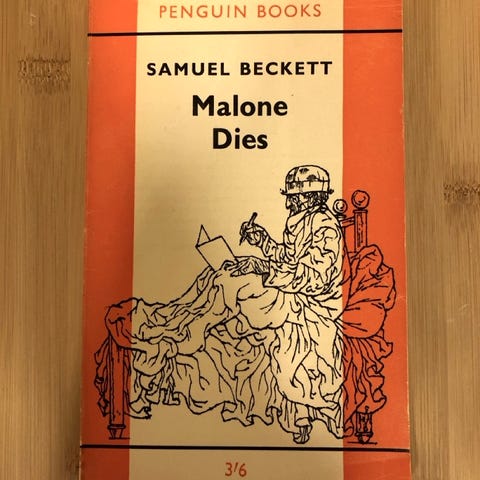 PENGUIN BOOKS
SAMUEL BECKETT
Malone
Dies
3'6